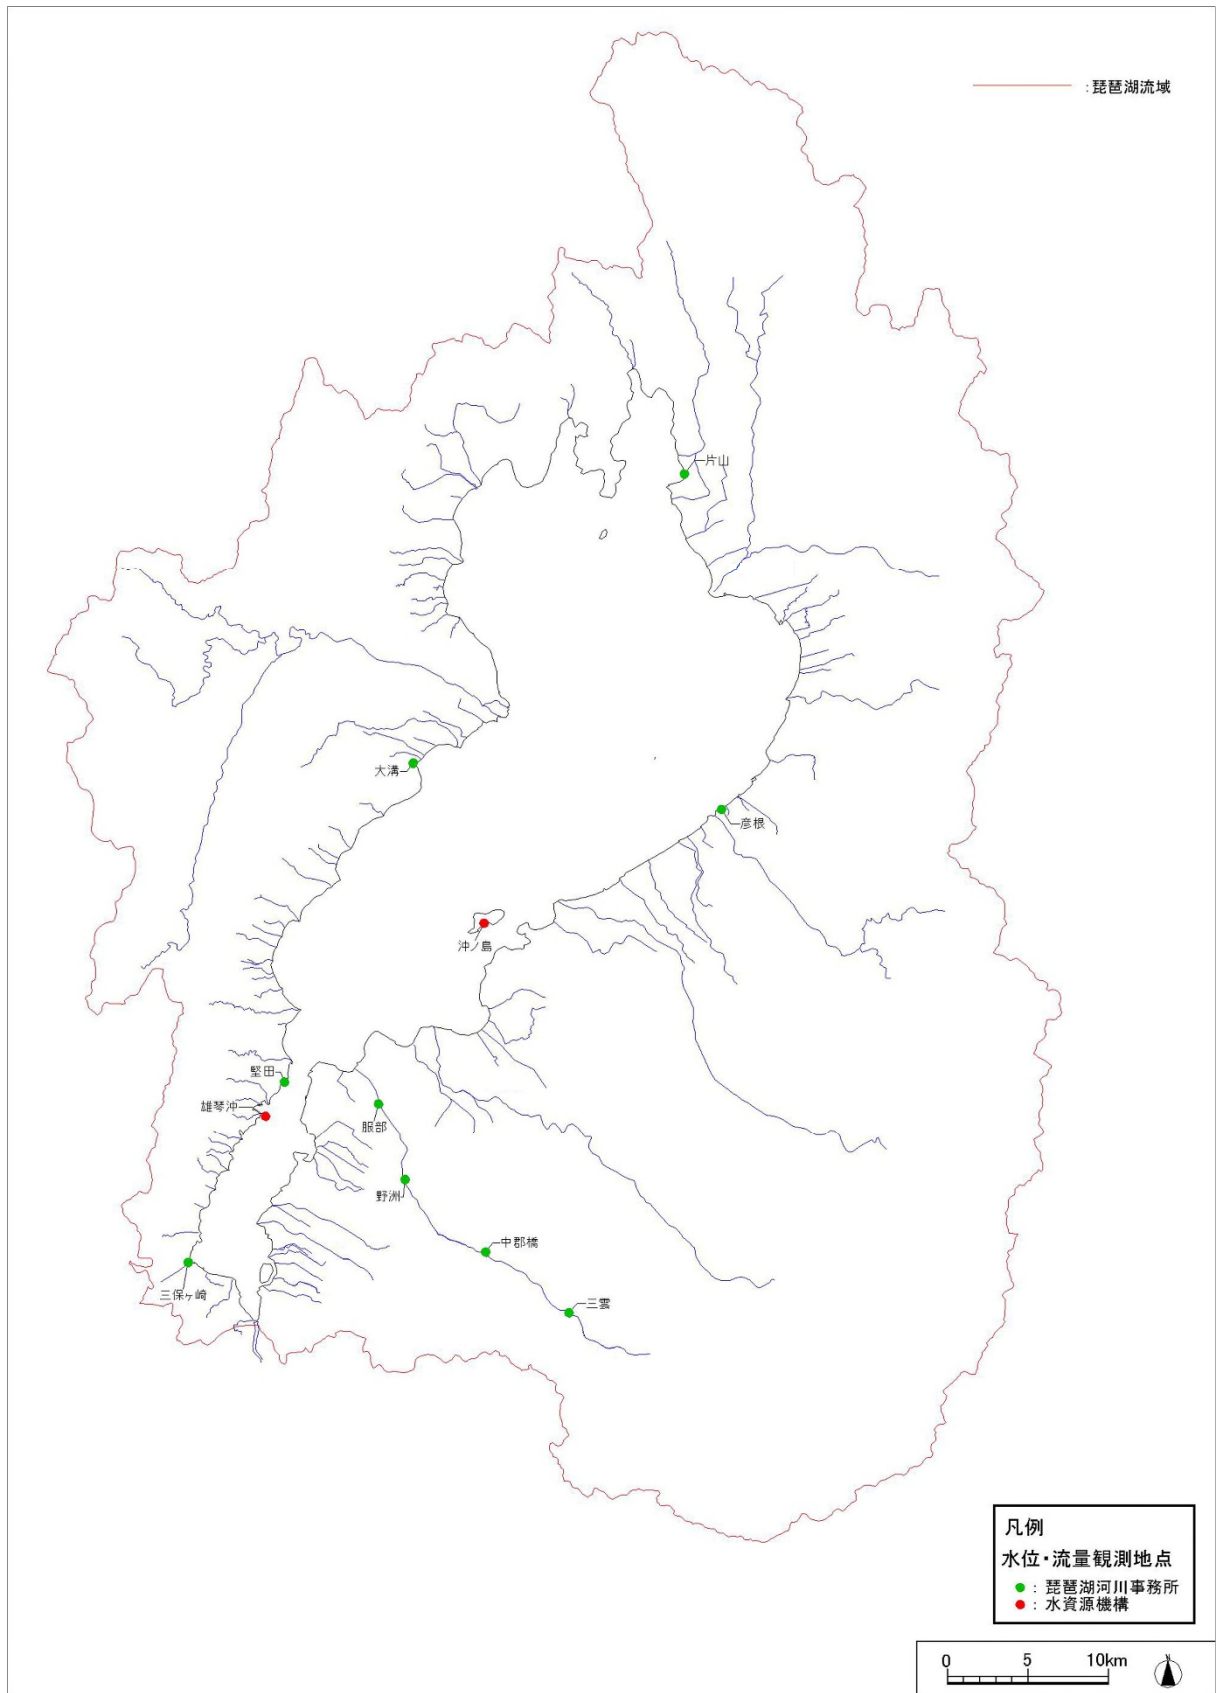 ：琵琶湖流域
片山
大溝
彦根
沖ノ島
堅田
雄琴沖
服部
野洲
中郡橋
三保ヶ崎
三雲
凡例
水位・流量観測地点
●：琵琶湖河川事務所
●：水資源機構
0 5 10km
N